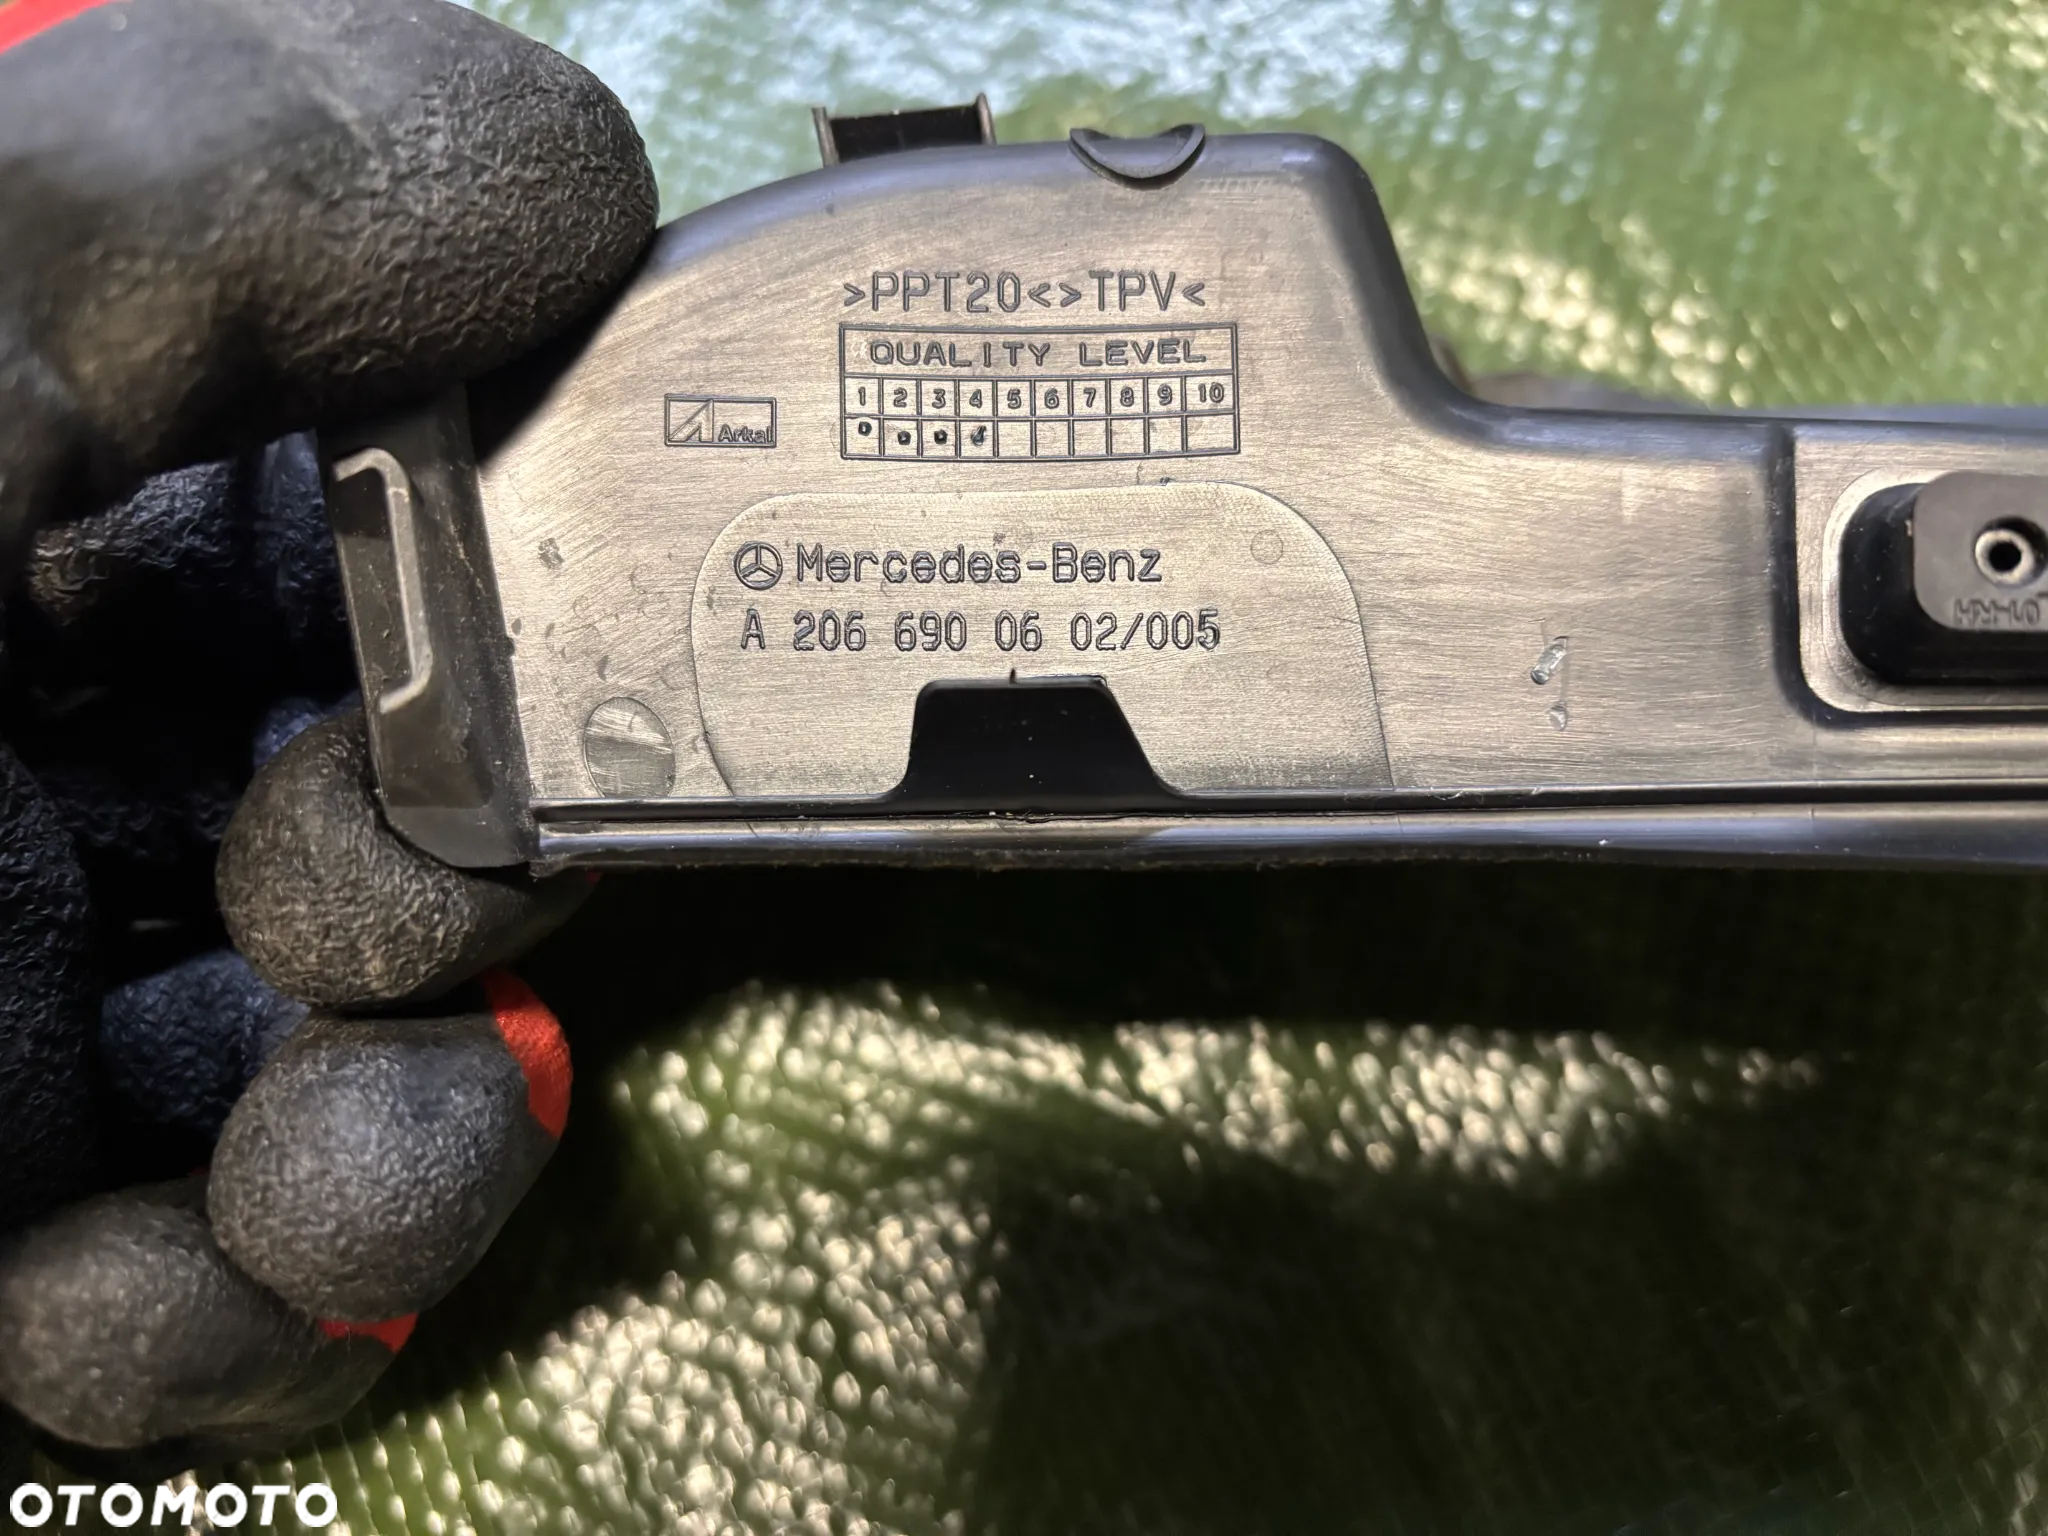 >PPT20<>TPV<
QUALITY LEVEL
1 2 3 4 5 6 7 8 9 10
Arkal
Mercedes-Benz
A 206 690 06 02/005
OTOMOTO